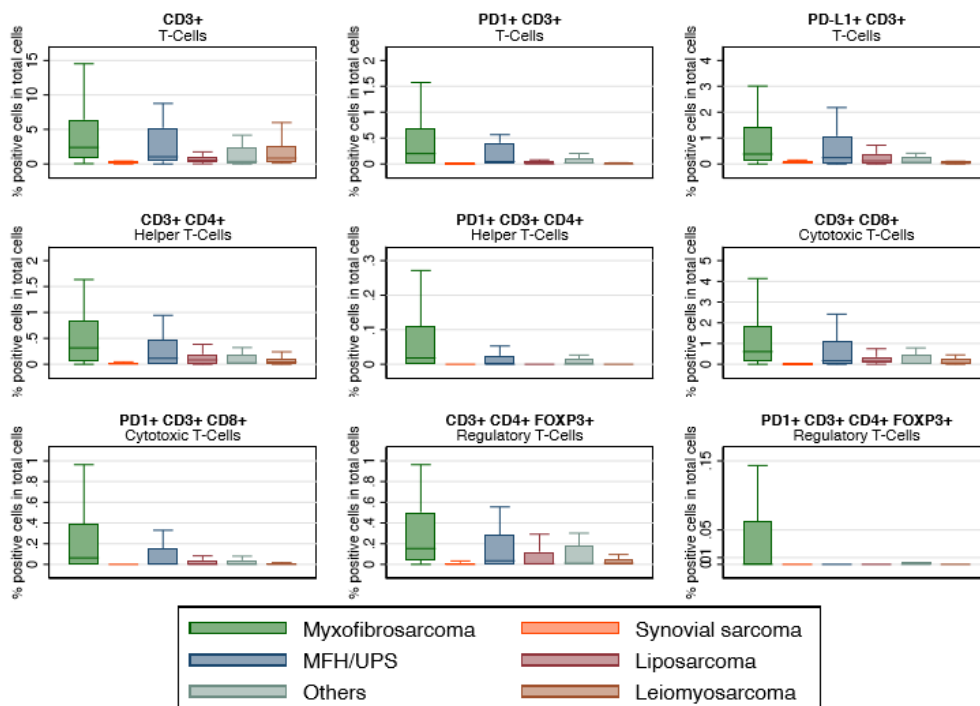 CD3+
T-Cells
% positive cells in total cells
15
10
5
0
PD1+ CD3+
T-Cells
% positive cells in total cells
2
1.5
1
.5
0
PD-L1+ CD3+
T-Cells
% positive cells in total cells
4
3
2
1
0
CD3+ CD4+
Helper T-Cells
% positive cells in total cells
2
1.5
1
.5
0
PD1+ CD3+ CD4+
Helper T-Cells
% positive cells in total cells
.3
.2
.1
0
CD3+ CD8+
Cytotoxic T-Cells
% positive cells in total cells
5
4
3
2
1
0
PD1+ CD3+ CD8+
Cytotoxic T-Cells
% positive cells in total cells
1
.8
.6
.4
.2
0
CD3+ CD4+ FOXP3+
Regulatory T-Cells
% positive cells in total cells
1
.8
.6
.4
.2
0
PD1+ CD3+ CD4+ FOXP3+
Regulatory T-Cells
% positive cells in total cells
.15
.05
.01
0
Myxofibrosarcoma
Synovial sarcoma
MFH/UPS
Liposarcoma
Others
Leiomyosarcoma